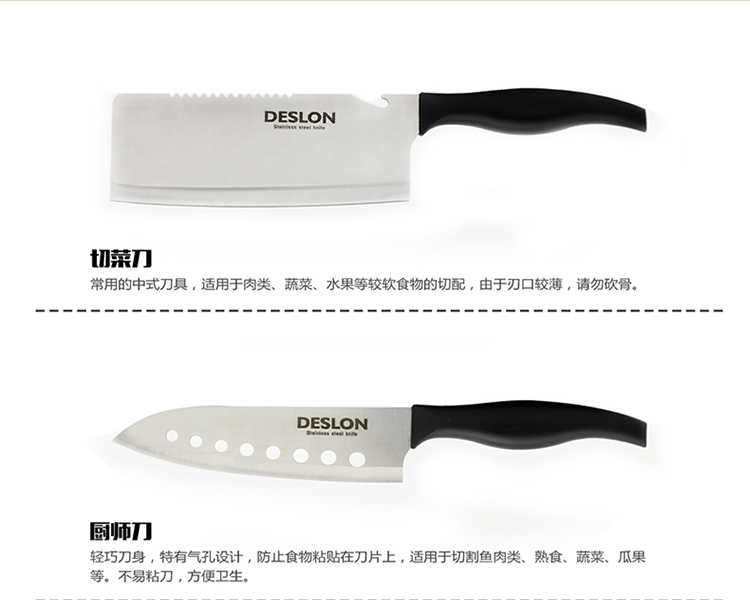 DESLON
Stainless steel knife
切菜刀
常用的中式刀具，适用于肉类、蔬菜、水果等较软食物的切配，由于刃口较薄，请勿砍骨。
DESLON
Stainless steel knife
厨师刀
轻巧刀身，特有气孔设计，防止食物粘贴在刀片上，适用于切割鱼肉类、熟食、蔬菜、瓜果
等。不易粘刀，方便卫生。